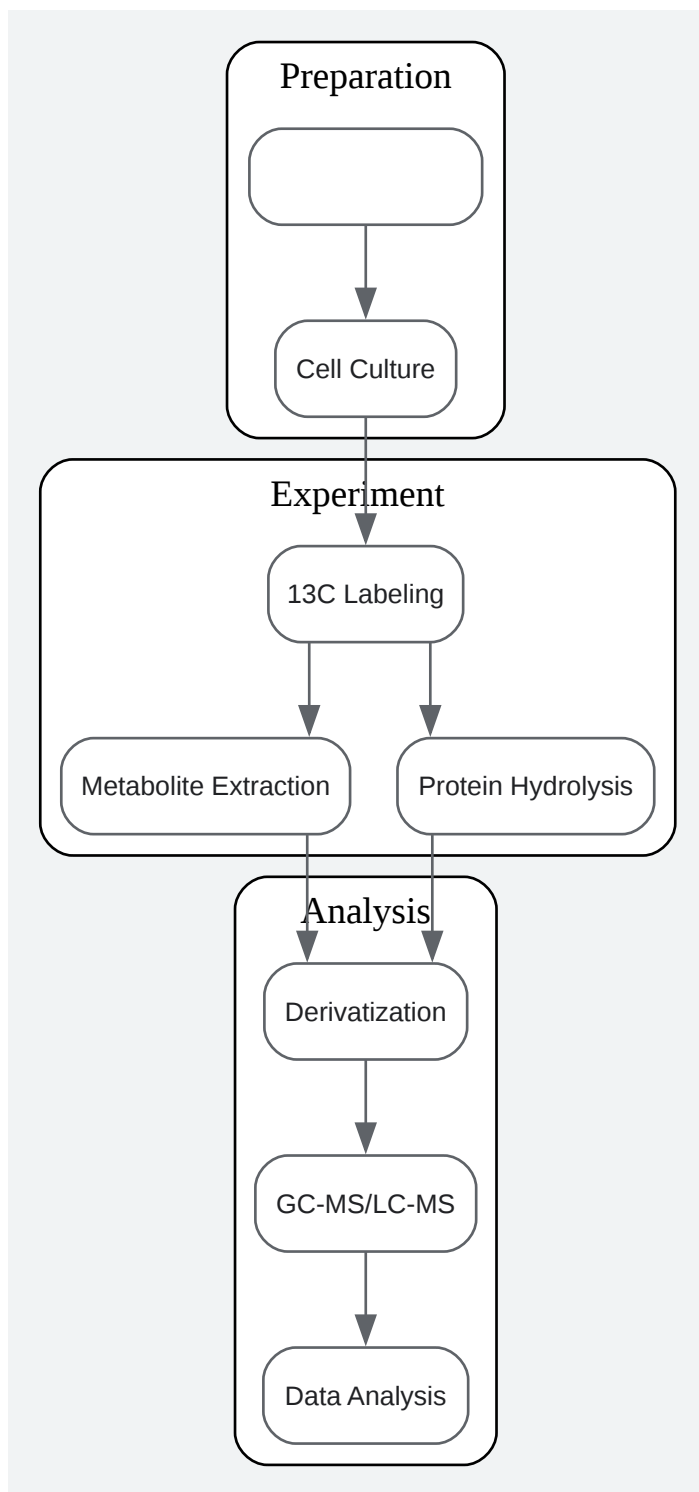 Preparation
Cell Culture
Experiment
13C Labeling
Metabolite Extraction
Protein Hydrolysis
Analysis
Derivatization
GC-MS/LC-MS
Data Analysis